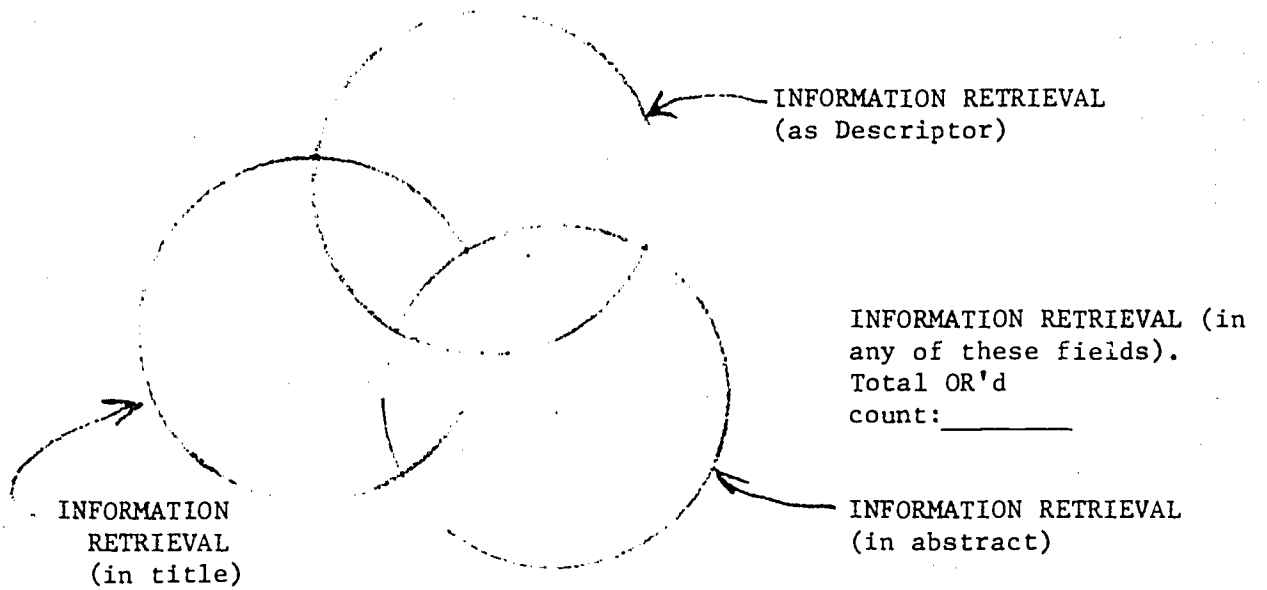 INFORMATION RETRIEVAL
(as Descriptor)
INFORMATION RETRIEVAL (in
any of these fields).
Total OR'd
count:________
INFORMATION
RETRIEVAL
(in title)
INFORMATION RETRIEVAL
(in abstract)